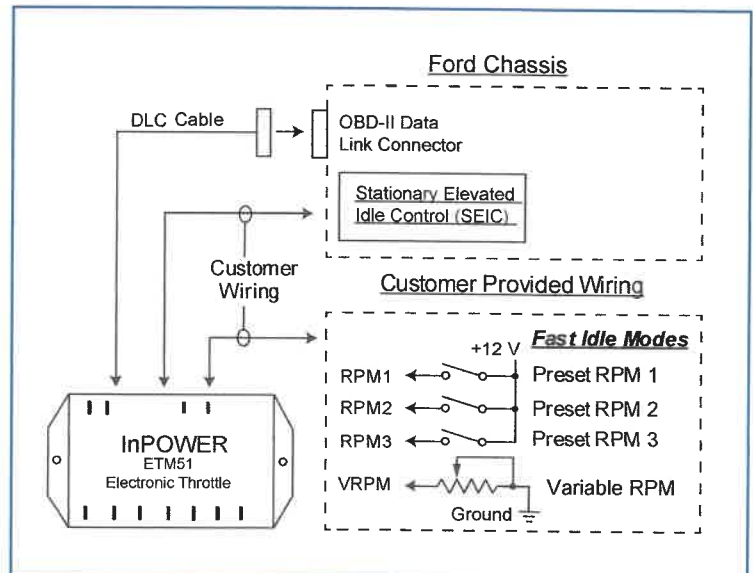 Ford Chassis
DLC Cable
OBD-II Data
Link Connector
Stationary Elevated
Idle Control (SEIC)
Customer
Wiring
Customer Provided Wiring
Fast Idle Modes
+12 V
RPM1
Preset RPM 1
RPM2
Preset RPM 2
RPM3
Preset RPM 3
VRPM
Variable RPM
Ground
InPOWER
ETM51
Electronic Throttle